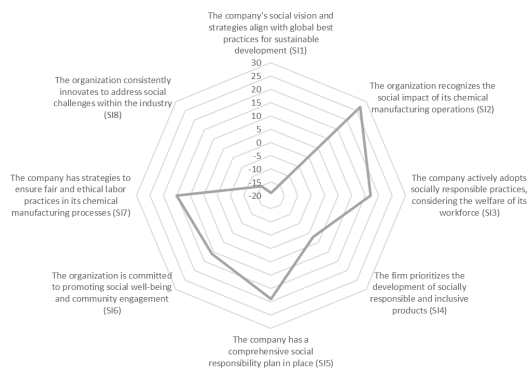 The company's social vision and
strategies align with global best
practices for sustainable
development (SI1)
30
25
20
15
10
5
0
-5
-10
-15
-20
The organization recognizes the
social impact of its chemical
manufacturing operations (SI2)
The company actively adopts
socially responsible practices,
considering the welfare of its
workforce (SI3)
The firm prioritizes the
development of socially
responsible and inclusive
products (SI4)
The company has a
comprehensive social
responsibility plan in place (SI5)
The organization is committed
to promoting social well-being
and community engagement
(SI6)
The company has strategies to
ensure fair and ethical labor
practices in its chemical
manufacturing processes (SI7)
The organization consistently
innovates to address social
challenges within the industry
(SI8)